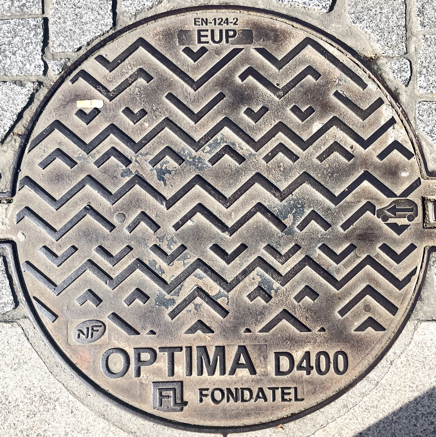 EN-124-2
EUP
NF
OPTIMA D400
FL FONDATEL